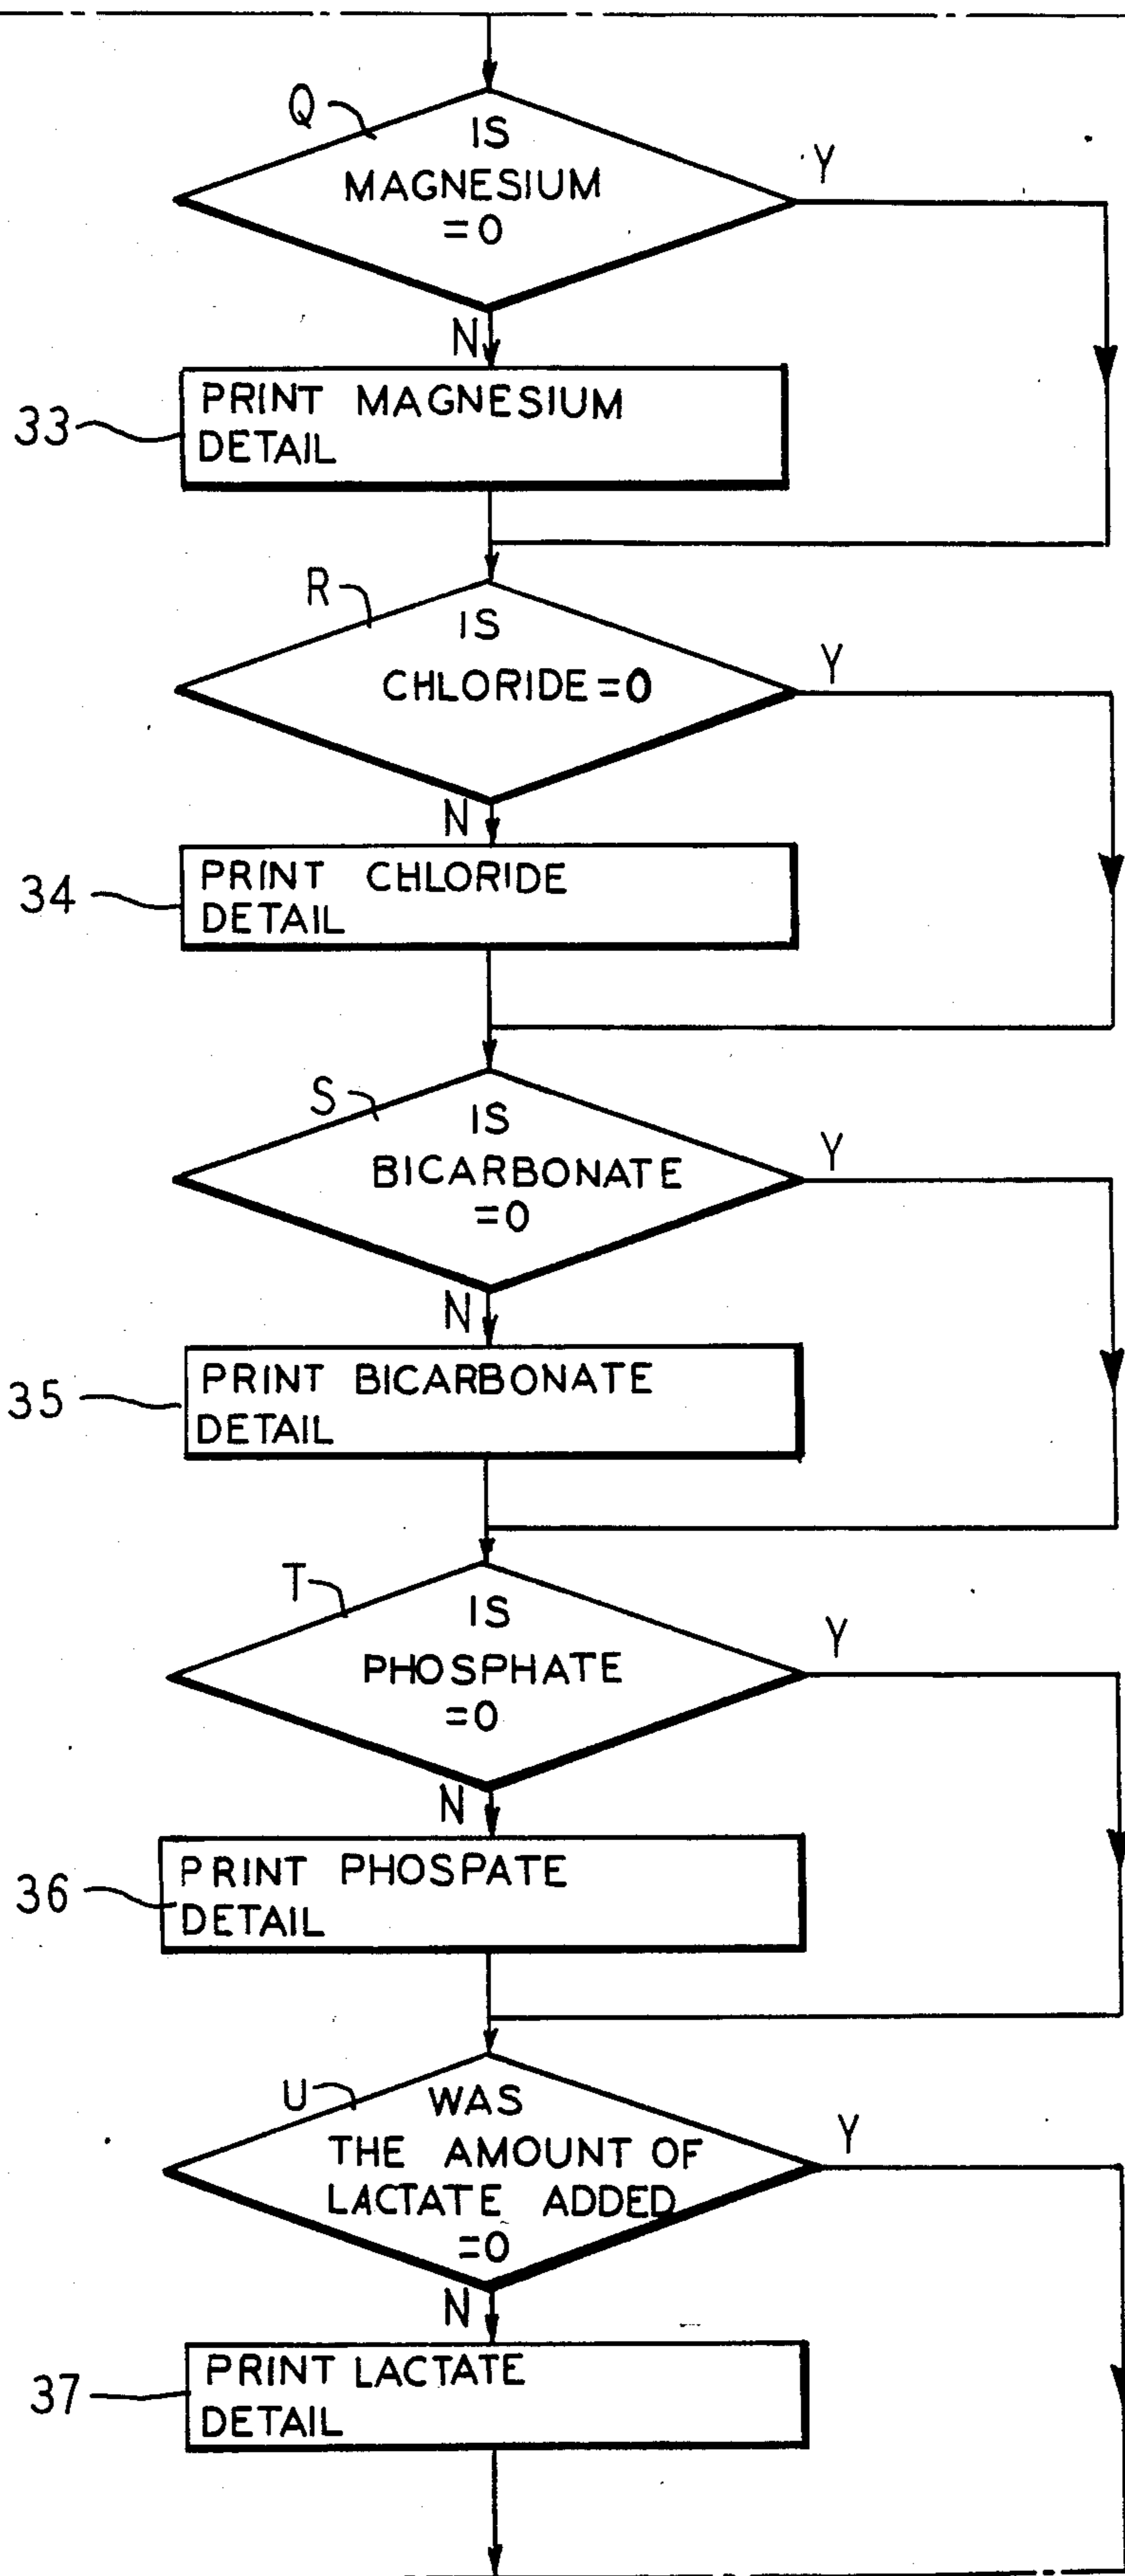 Q
IS
MAGNESIUM
=0
Y
N
33
PRINT MAGNESIUM
DETAIL
R
IS
CHLORIDE=0
Y
N
34
PRINT CHLORIDE
DETAIL
S
IS
BICARBONATE
=0
Y
N
35
PRINT BICARBONATE
DETAIL
T
IS
PHOSPHATE
=0
Y
N
36
PRINT PHOSPATE
DETAIL
U
WAS
THE AMOUNT OF
LACTATE ADDED
=0
Y
N
37
PRINT LACTATE
DETAIL